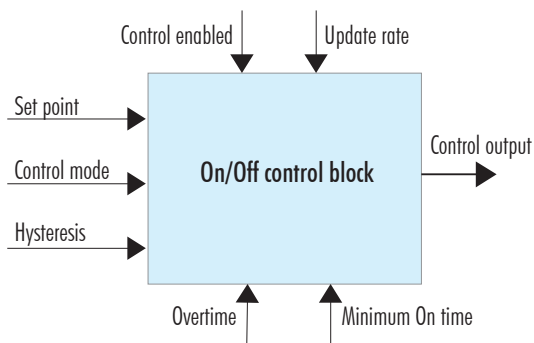 Control enabled
Update rate
Set point
Control mode
Hysteresis
On/Off control block
Control output
Overtime
Minimum On time